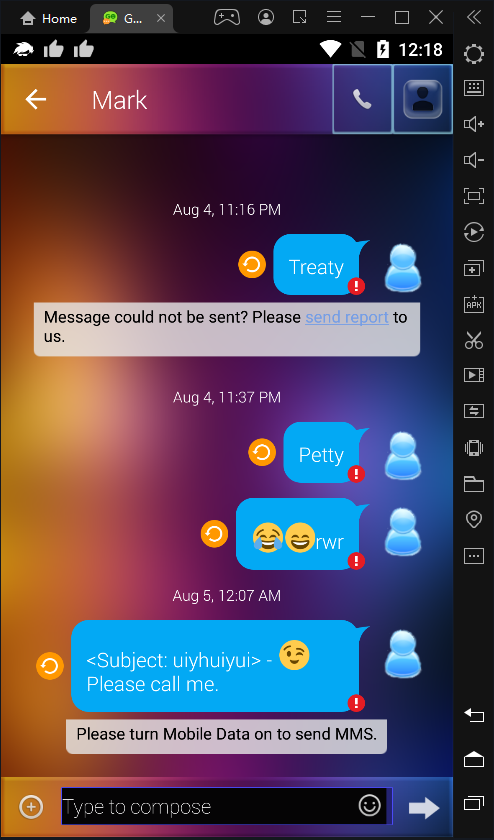 Home
G...
12:18
Mark
Aug 4, 11:16 PM
Treaty
Message could not be sent? Please send report to
us.
Aug 4, 11:37 PM
Petty
😂😄rwr
Aug 5, 12:07 AM
<Subject: uiyhuiyui> - 😉
Please call me.
Please turn Mobile Data on to send MMS.
Type to compose
APK